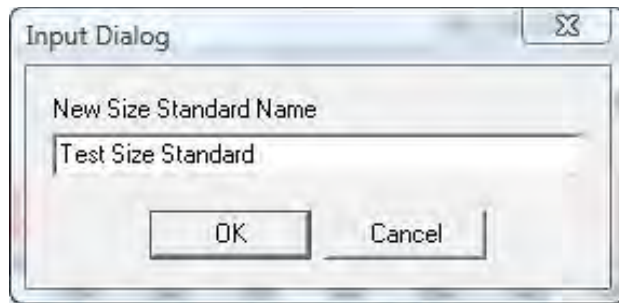 Input Dialog
New Size Standard Name
Test Size Standard
OK Cancel